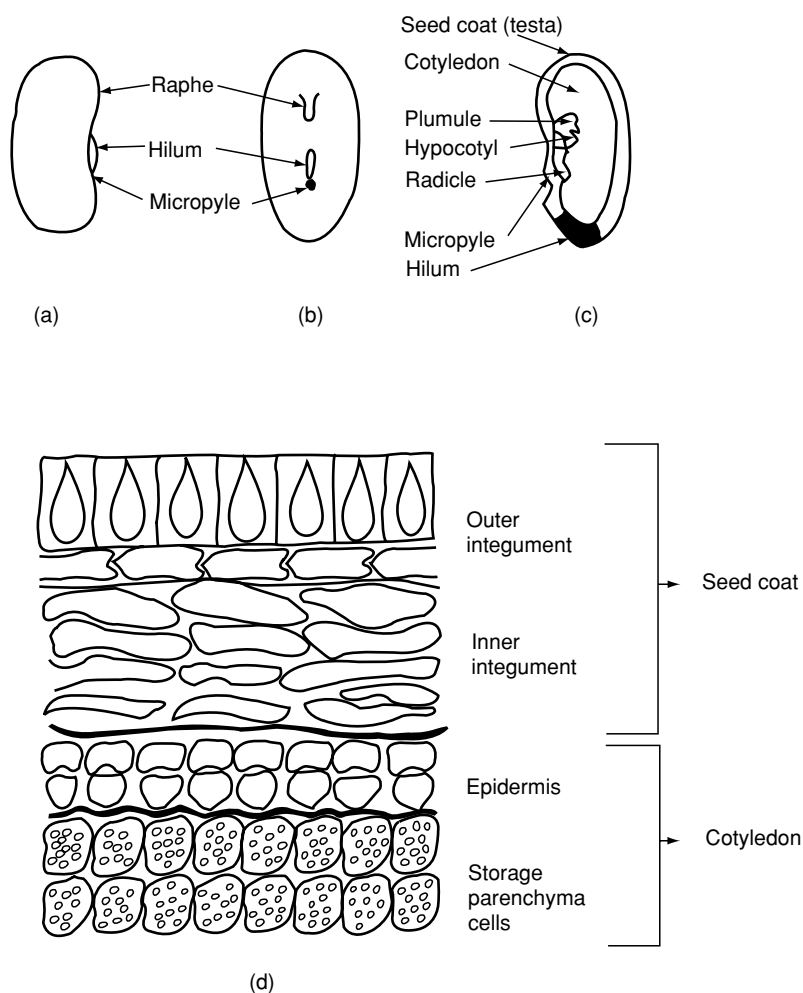 Seed coat (testa)
Cotyledon
Raphe
Plumule
Hypocotyl
Hilum
Radicle
Micropyle
Micropyle
Hilum
(a)
(b)
(c)
Outer
integument
Seed coat
Inner
integument
Epidermis
Cotyledon
Storage
parenchyma
cells
(d)